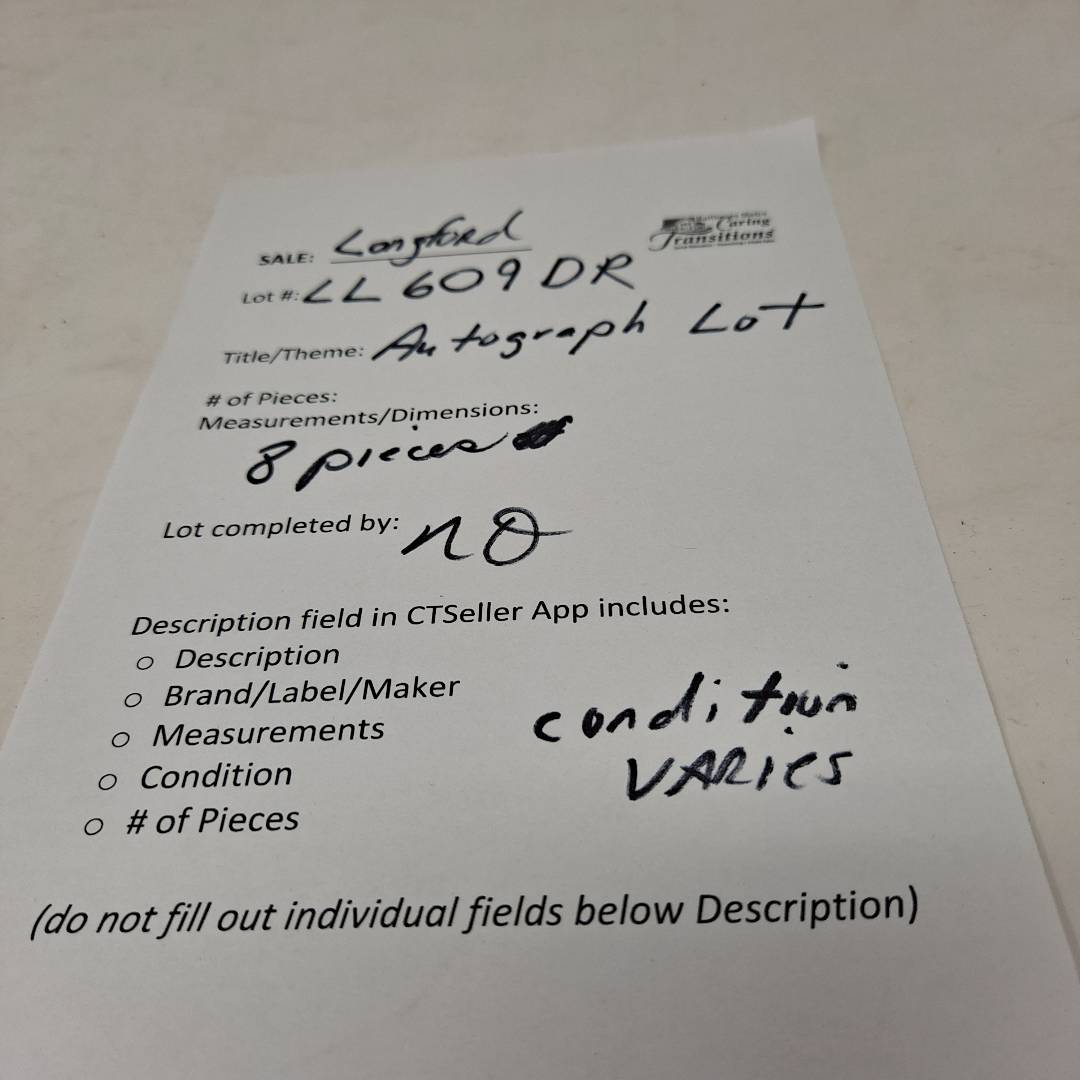 SALE: Longford
Caring
Transitions
Lot #: LL 609 DR
Title/Theme: Autograph Lot
# of Pieces:
Measurements/Dimensions:
8 pieces
Lot completed by: no
Description field in CTSeller App includes:
○ Description
○ Brand/Label/Maker
○ Measurements
○ Condition
○ # of Pieces
condition
VARIES
(do not fill out individual fields below Description)